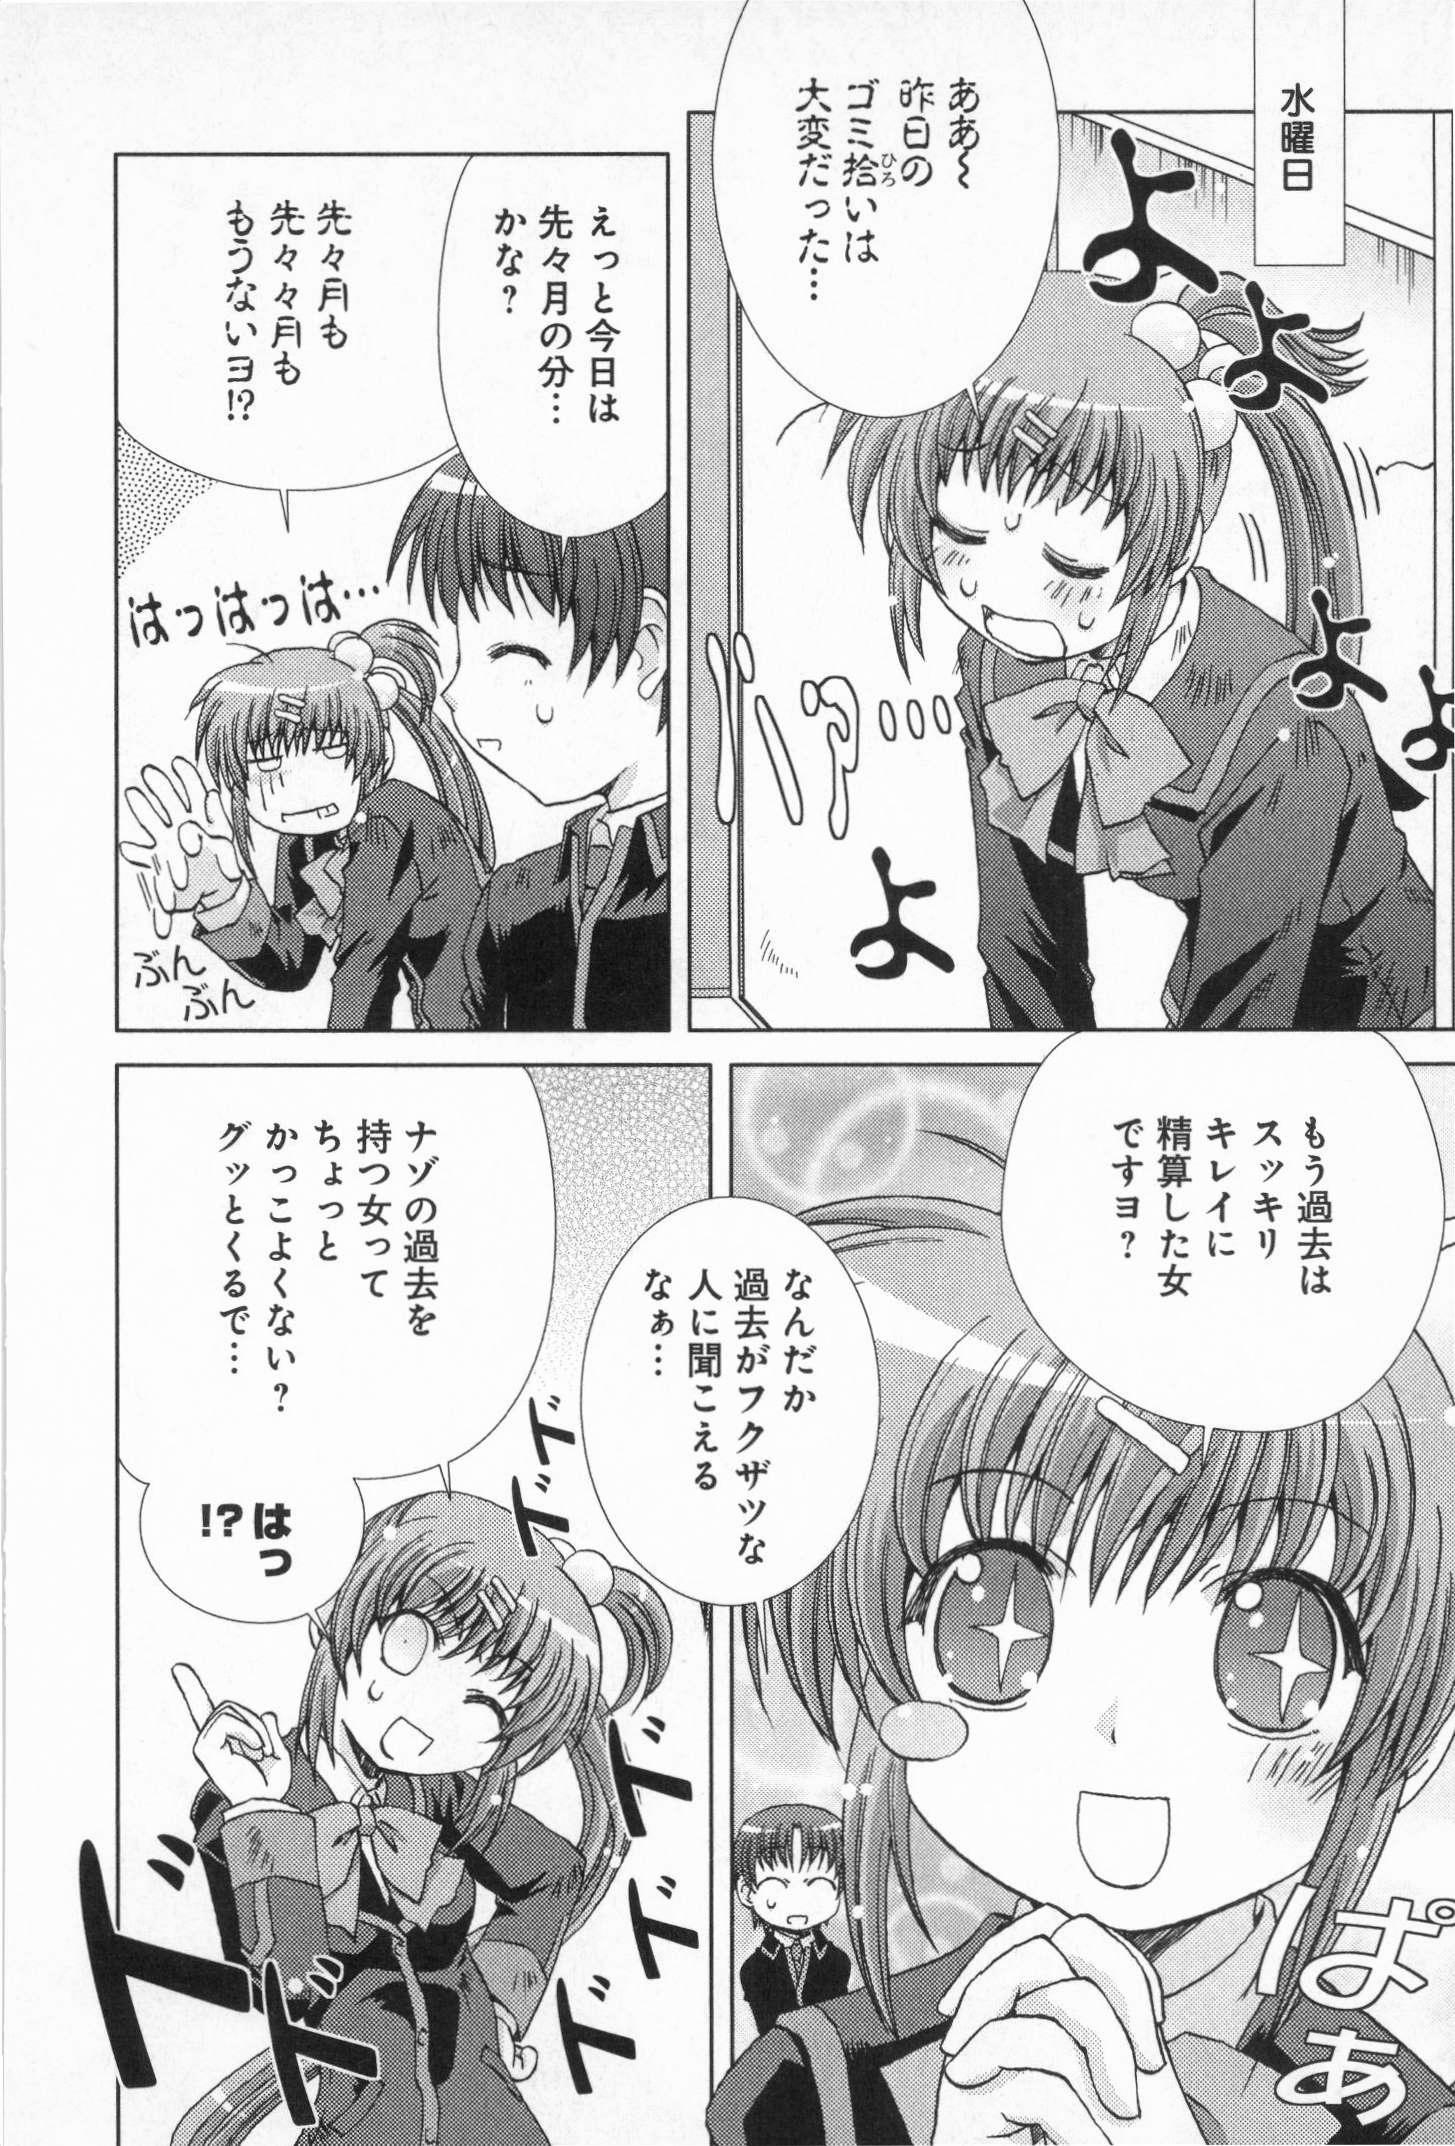 水曜日
ああ～
昨日の
ゴミ拾いは
ひろ
大変だった…
よ
よ
よ
よ
よ
ドア…
えっと今日は
先々月の分…
かな?
先々月も
先々々月も
もうないヨ!?
はっはっは…
ぶん
ぶん
もう過去は
スッキリ
キレイに
精算した女
ですヨ?
ぱあ
なんだか
過去がフクザツな
人に聞こえる
なぁ…
ナゾの過去を
持つ女って
ちょっと
かっこよくない?
グッとくるで…
はっ
!?
ド
ド
ド
ド
ド
ド
ド